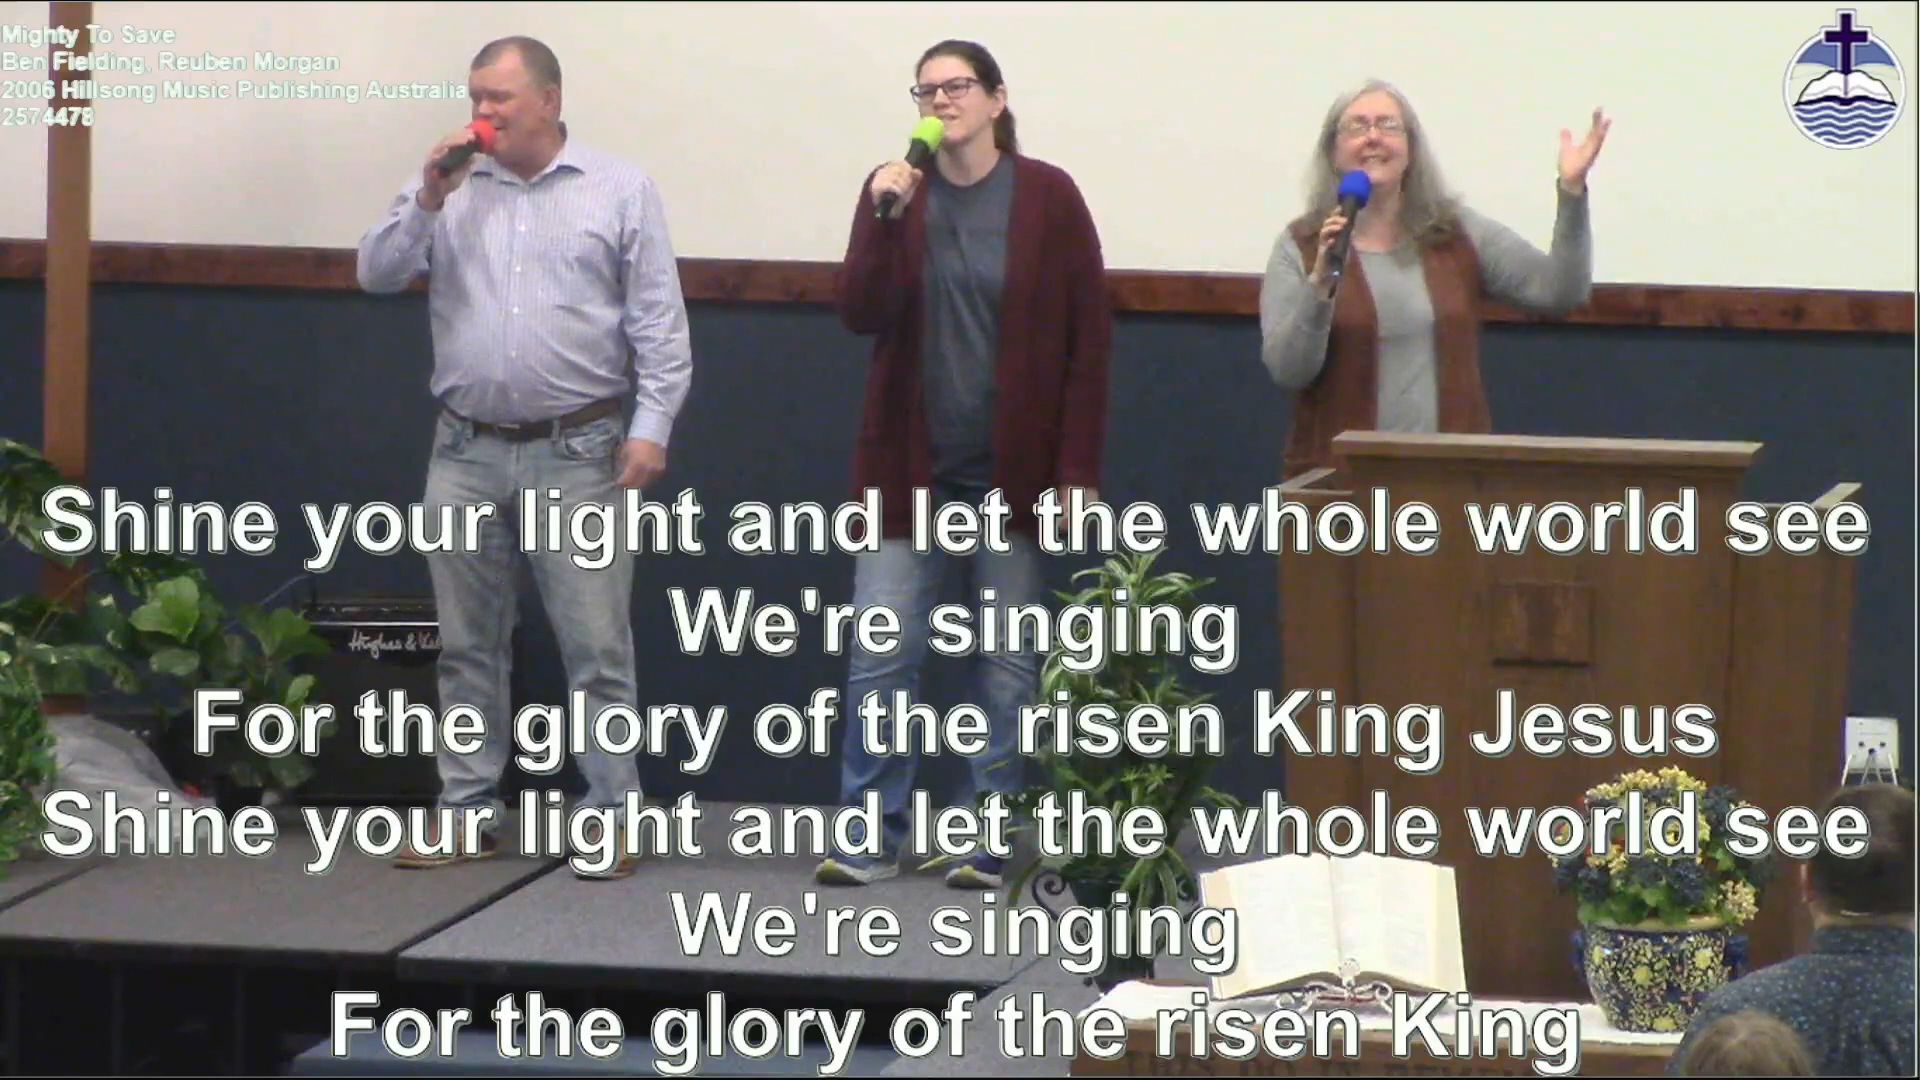 Mighty To Save
Ben Fielding, Reuben Morgan
2006 Hillsong Music Publishing Australia
2574478
Shine your light and let the whole world see
We're singing
For the glory of the risen King Jesus
Shine your light and let the whole world see
We're singing
For the glory of the risen King
Hughes &